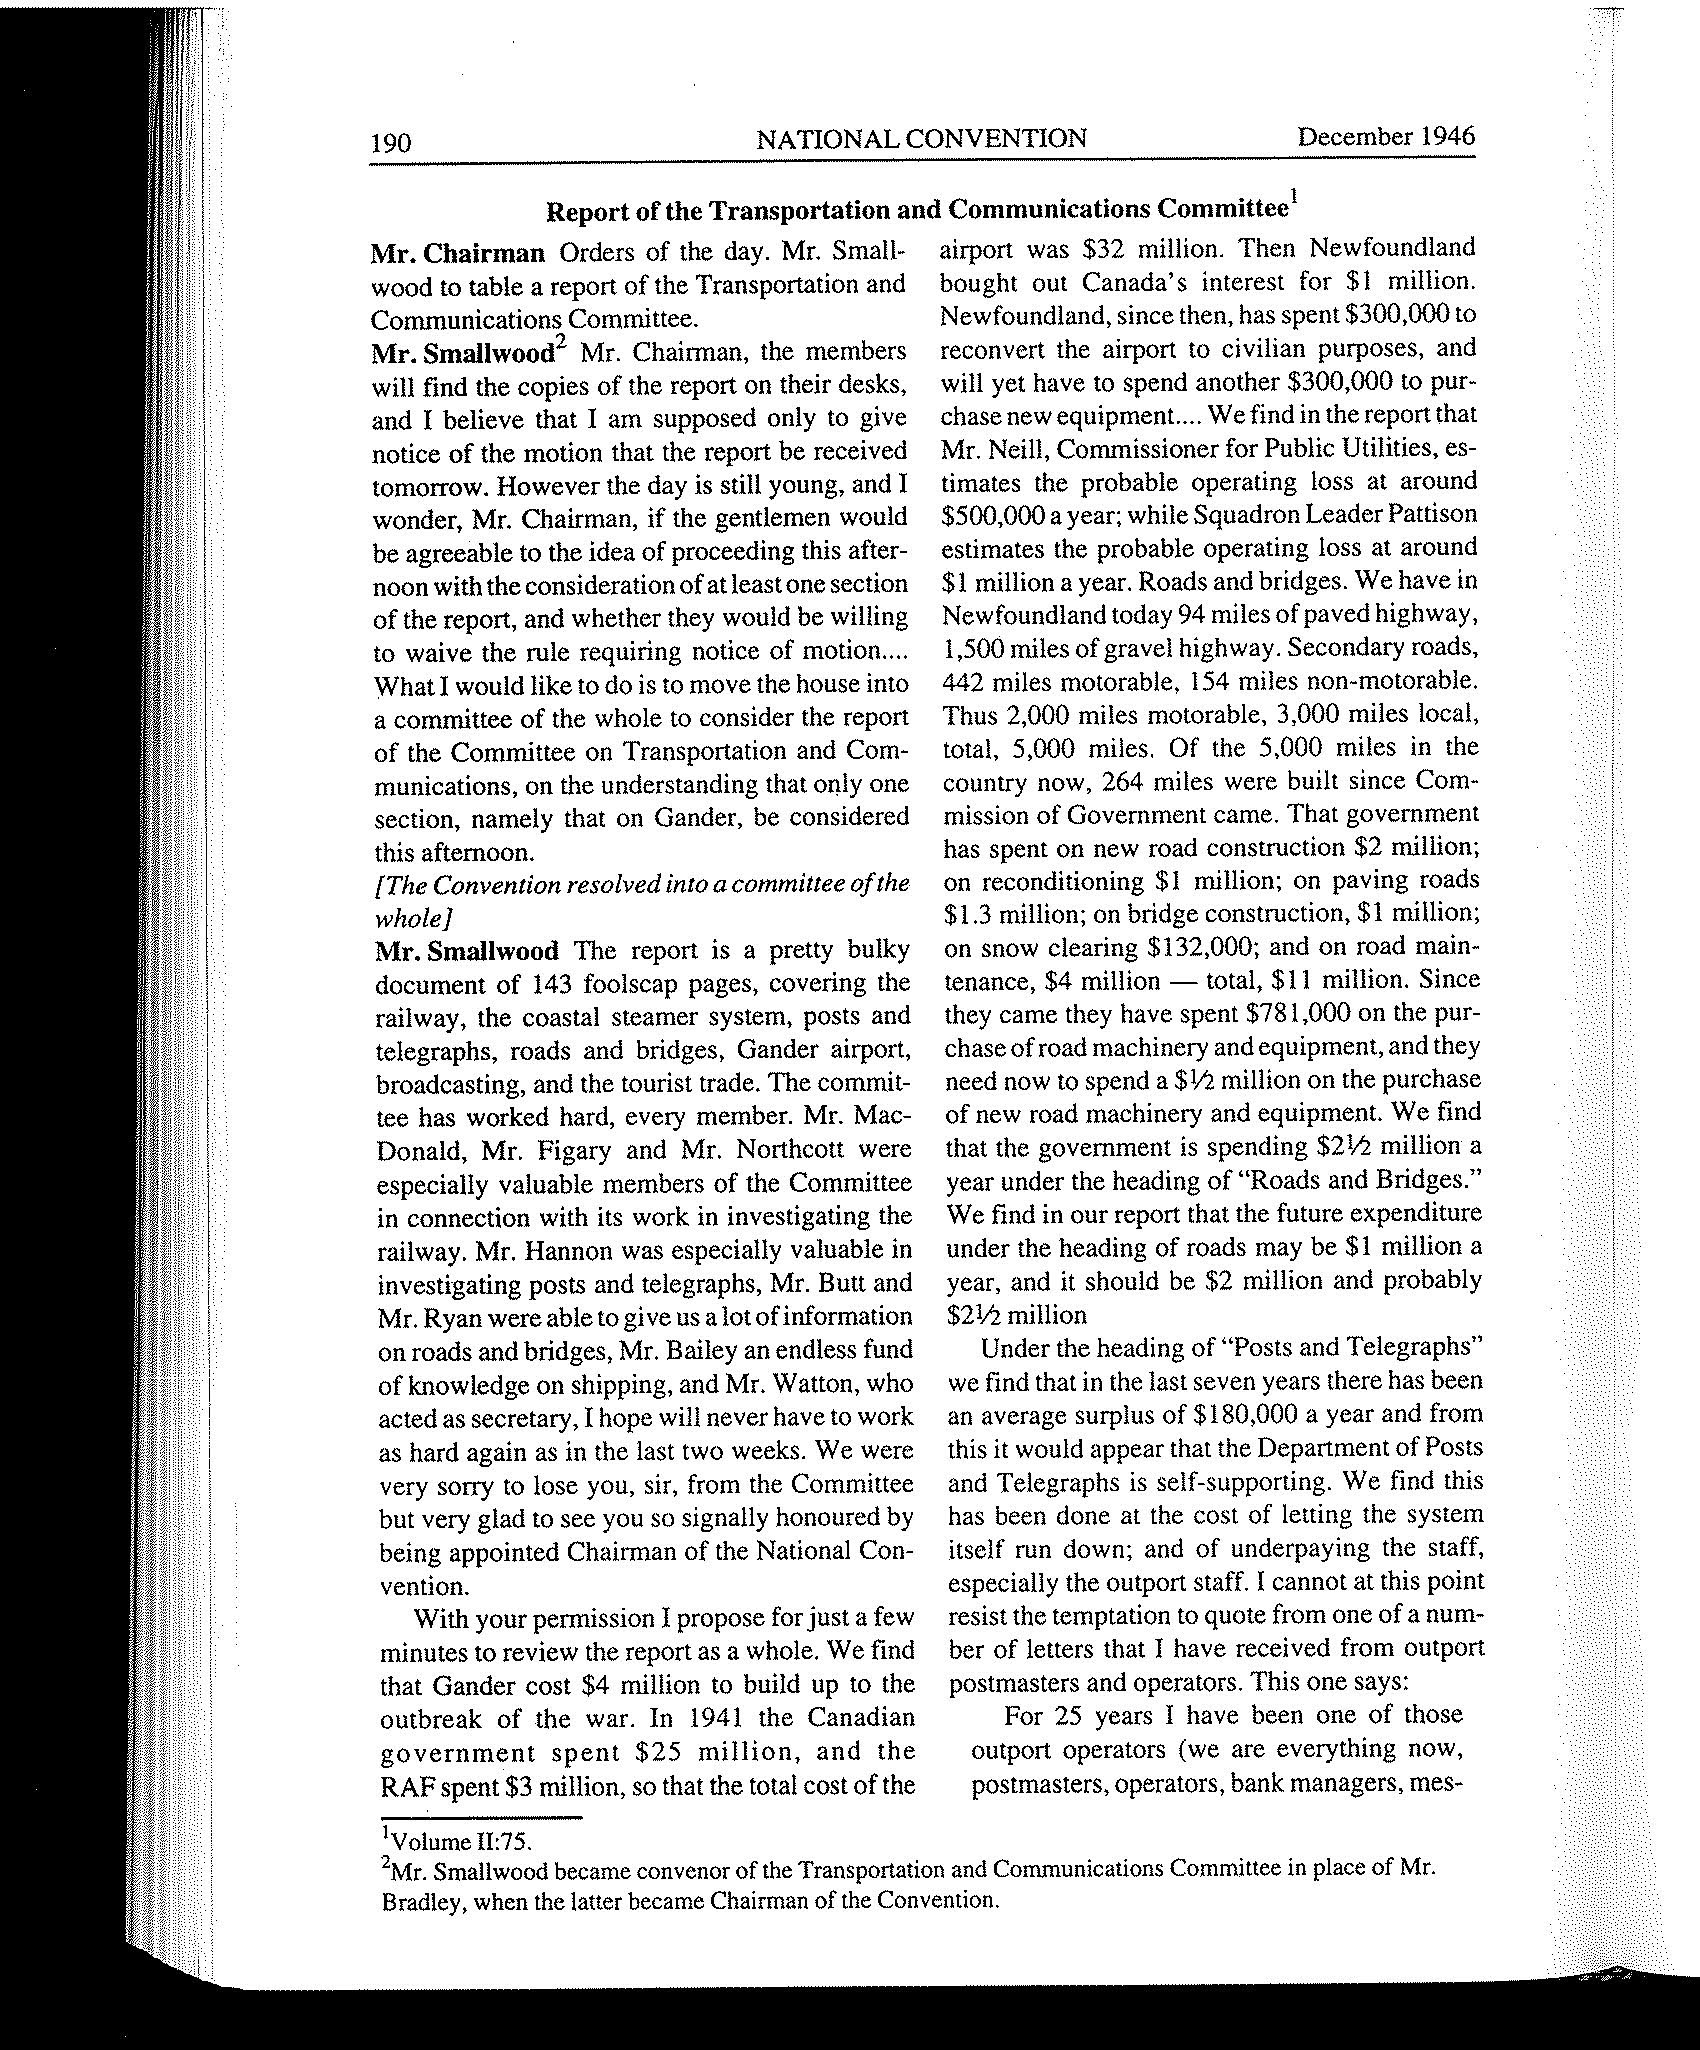 190 NATIONAL CONVENTION December 1946
Report of the Transportation and Communications Committee¹
Mr. Chairman Orders of the day. Mr. Small-
wood to table a report of the Transportation and
Communications Committee.
Mr. Smallwood² Mr. Chairman, the members
will find the copies of the report on their desks,
and I believe that I am supposed only to give
notice of the motion that the report be received
tomorrow. However the day is still young, and I
wonder, Mr. Chairman, if the gentlemen would
be agreeable to the idea of proceeding this after-
noon with the consideration of at least one section
of the report, and whether they would be willing
to waive the rule requiring notice of motion....
What I would like to do is to move the house into
a committee of the whole to consider the report
of the Committee on Transportation and Com-
munications, on the understanding that only one
section, namely that on Gander, be considered
this afternoon.
[The Convention resolved into a committee of the
whole]
Mr. Smallwood The report is a pretty bulky
document of 143 foolscap pages, covering the
railway, the coastal steamer system, posts and
telegraphs, roads and bridges, Gander airport,
broadcasting, and the tourist trade. The commit-
tee has worked hard, every member. Mr. Mac-
Donald, Mr. Figary and Mr. Northcott were
especially valuable members of the Committee
in connection with its work in investigating the
railway. Mr. Hannon was especially valuable in
investigating posts and telegraphs, Mr. Butt and
Mr. Ryan were able to give us a lot of information
on roads and bridges, Mr. Bailey an endless fund
of knowledge on shipping, and Mr. Watton, who
acted as secretary, I hope will never have to work
as hard again as in the last two weeks. We were
very sorry to lose you, sir, from the Committee
but very glad to see you so signally honoured by
being appointed Chairman of the National Con-
vention.
With your permission I propose for just a few
minutes to review the report as a whole. We find
that Gander cost $4 million to build up to the
outbreak of the war. In 1941 the Canadian
government spent $25 million, and the
RAF spent $3 million, so that the total cost of the
airport was $32 million. Then Newfoundland
bought out Canada's interest for $1 million.
Newfoundland, since then, has spent $300,000 to
reconvert the airport to civilian purposes, and
will yet have to spend another $300,000 to pur-
chase new equipment.... We find in the report that
Mr. Neill, Commissioner for Public Utilities, es-
timates the probable operating loss at around
$500,000 a year; while Squadron Leader Pattison
estimates the probable operating loss at around
$1 million a year. Roads and bridges. We have in
Newfoundland today 94 miles of paved highway,
1,500 miles of gravel highway. Secondary roads,
442 miles motorable, 154 miles non-motorable.
Thus 2,000 miles motorable, 3,000 miles local,
total, 5,000 miles. Of the 5,000 miles in the
country now, 264 miles were built since Com-
mission of Government came. That government
has spent on new road construction $2 million;
on reconditioning $1 million; on paving roads
$1.3 million; on bridge construction, $1 million;
on snow clearing $132,000; and on road main-
tenance, $4 million — total, $11 million. Since
they came they have spent $781,000 on the pur-
chase of road machinery and equipment, and they
need now to spend a $½ million on the purchase
of new road machinery and equipment. We find
that the government is spending $2½ million a
year under the heading of “Roads and Bridges.”
We find in our report that the future expenditure
under the heading of roads may be $1 million a
year, and it should be $2 million and probably
$2½ million
Under the heading of “Posts and Telegraphs”
we find that in the last seven years there has been
an average surplus of $180,000 a year and from
this it would appear that the Department of Posts
and Telegraphs is self-supporting. We find this
has been done at the cost of letting the system
itself run down; and of underpaying the staff,
especially the outport staff. I cannot at this point
resist the temptation to quote from one of a num-
ber of letters that I have received from outport
postmasters and operators. This one says:
For 25 years I have been one of those
outport operators (we are everything now,
postmasters, operators, bank managers, mes-
¹Volume II:75.
²Mr. Smallwood became convenor of the Transportation and Communications Committee in place of Mr.
Bradley, when the latter became Chairman of the Convention.